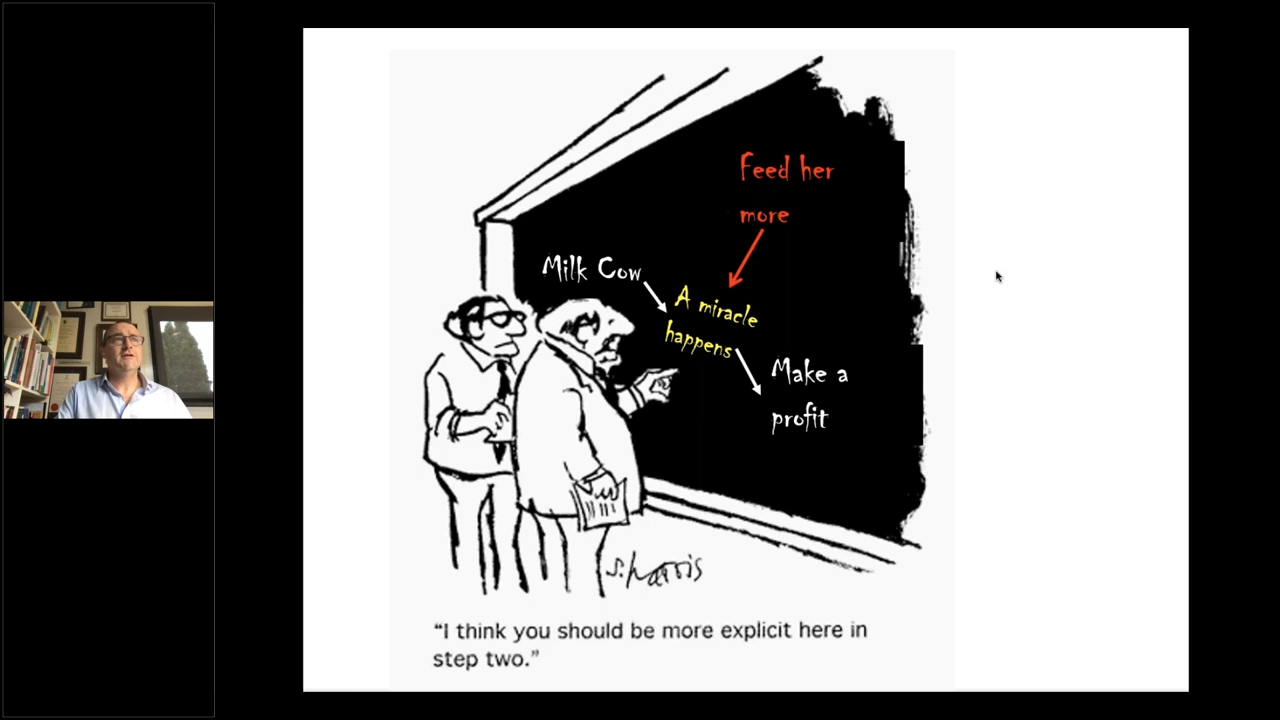 Feed her
more
Milk Cow
A miracle
happens
Make a
profit
S. Harris
“I think you should be more explicit here in
step two.”